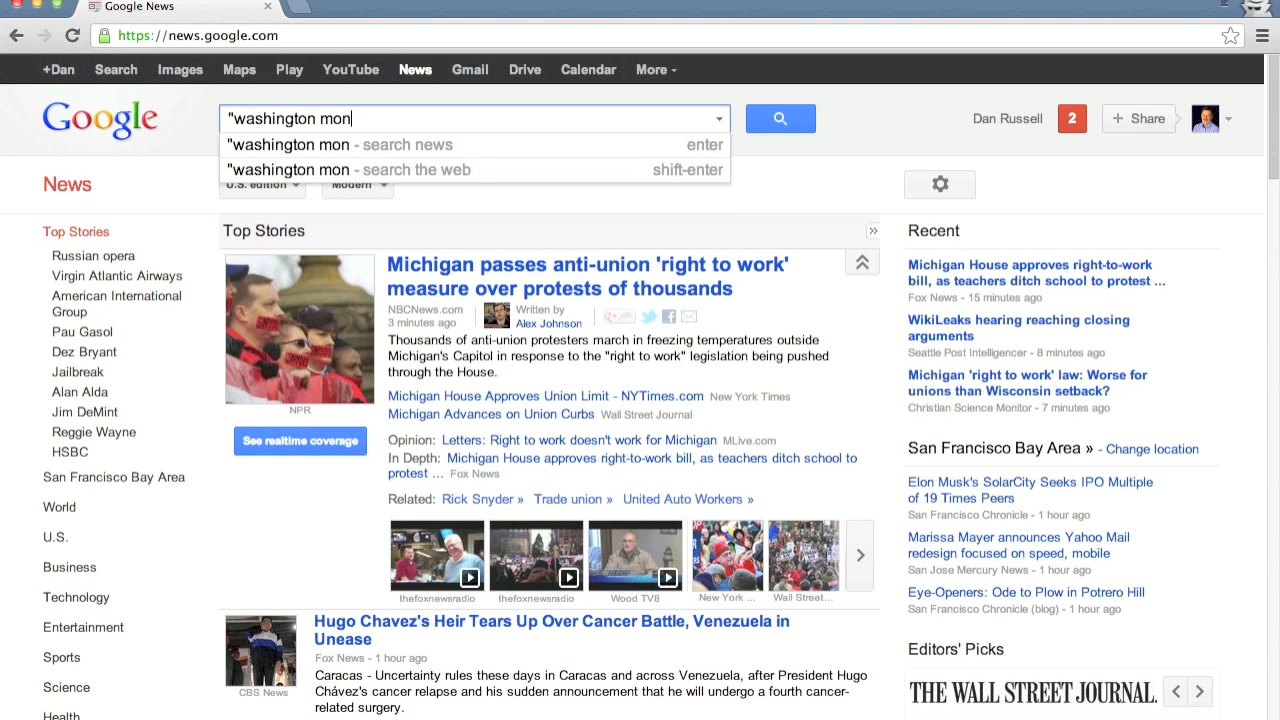 Google News
https://news.google.com
+Dan Search Images Maps Play YouTube News Gmail Drive Calendar More
Google
"washington mon
Dan Russell
2
+ Share
"washington mon - search news enter
"washington mon - search the web shift-enter
News
U.S. edition
Modern
Top Stories
Russian opera
Virgin Atlantic Airways
American International
Group
Pau Gasol
Dez Bryant
Jailbreak
Alan Alda
Jim DeMint
Reggie Wayne
HSBC
San Francisco Bay Area
World
U.S.
Business
Technology
Entertainment
Sports
Science
Health
Top Stories
»
Michigan passes anti-union 'right to work'
measure over protests of thousands
NBCNews.com
3 minutes ago
Written by
Alex Johnson
Thousands of anti-union protesters march in freezing temperatures outside
Michigan's Capitol in response to the "right to work" legislation being pushed
through the House.
NPR
See realtime coverage
Michigan House Approves Union Limit - NYTimes.com New York Times
Michigan Advances on Union Curbs Wall Street Journal
Opinion: Letters: Right to work doesn't work for Michigan MLive.com
In Depth: Michigan House approves right-to-work bill, as teachers ditch school to
protest ... Fox News
Related: Rick Snyder » Trade union » United Auto Workers »
thefoxnewsradio
thefoxnewsradio
Wood TV8
New York ...
Wall Street...
Hugo Chavez's Heir Tears Up Over Cancer Battle, Venezuela in
Unease
Fox News - 1 hour ago
Caracas - Uncertainty rules these days in Caracas and across Venezuela, after President Hugo
Chávez's cancer relapse and his sudden announcement that he will undergo a fourth cancer-
related surgery.
CBS News
Recent
Michigan House approves right-to-work
bill, as teachers ditch school to protest ...
Fox News - 15 minutes ago
WikiLeaks hearing reaching closing
arguments
Seattle Post Intelligencer - 8 minutes ago
Michigan 'right to work' law: Worse for
unions than Wisconsin setback?
Christian Science Monitor - 7 minutes ago
San Francisco Bay Area » - Change location
Elon Musk's SolarCity Seeks IPO Multiple
of 19 Times Peers
San Francisco Chronicle - 1 hour ago
Marissa Mayer announces Yahoo Mail
redesign focused on speed, mobile
San Jose Mercury News - 1 hour ago
Eye-Openers: Ode to Plow in Potrero Hill
San Francisco Chronicle (blog) - 1 hour ago
Editors' Picks
THE WALL STREET JOURNAL.